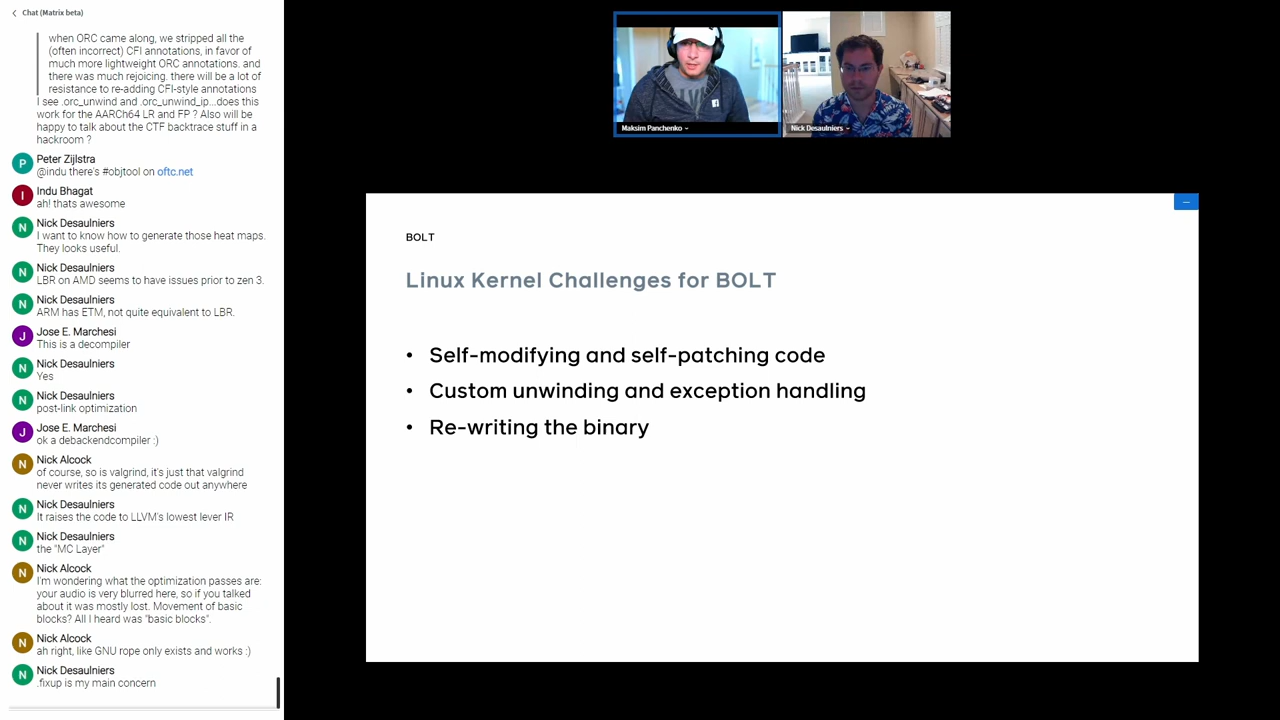 Chat (Matrix beta)
when ORC came along, we stripped all the
(often incorrect) CFI annotations, in favor of
much more lightweight ORC annotations. and
there was much rejoicing. there will be a lot of
resistance to re-adding CFI-style annotations
I see .orc_unwind and .orc_unwind_ip...does this
work for the AARCh64 LR and FP ? Also will be
happy to talk about the CTF backtrace stuff in a
hackroom ?
P
Peter Zijlstra
@indu there's #objtool on oftc.net
I
Indu Bhagat
ah! thats awesome
N
Nick Desaulniers
I want to know how to generate those heat maps.
They looks useful.
N
Nick Desaulniers
LBR on AMD seems to have issues prior to zen 3.
N
Nick Desaulniers
ARM has ETM, not quite equivalent to LBR.
J
Jose E. Marchesi
This is a decompiler
N
Nick Desaulniers
Yes
N
Nick Desaulniers
post-link optimization
J
Jose E. Marchesi
ok a debackendcompiler :)
N
Nick Alcock
of course, so is valgrind, it's just that valgrind
never writes its generated code out anywhere
N
Nick Desaulniers
It raises the code to LLVM's lowest lever IR
N
Nick Desaulniers
the "MC Layer"
N
Nick Alcock
I'm wondering what the optimization passes are:
your audio is very blurred here, so if you talked
about it was mostly lost. Movement of basic
blocks? All I heard was "basic blocks".
N
Nick Alcock
ah right, like GNU rope only exists and works :)
N
Nick Desaulniers
.fixup is my main concern
Maksim Panchenko
Nick Desaulniers
BOLT
Linux Kernel Challenges for BOLT
• Self-modifying and self-patching code
• Custom unwinding and exception handling
• Re-writing the binary